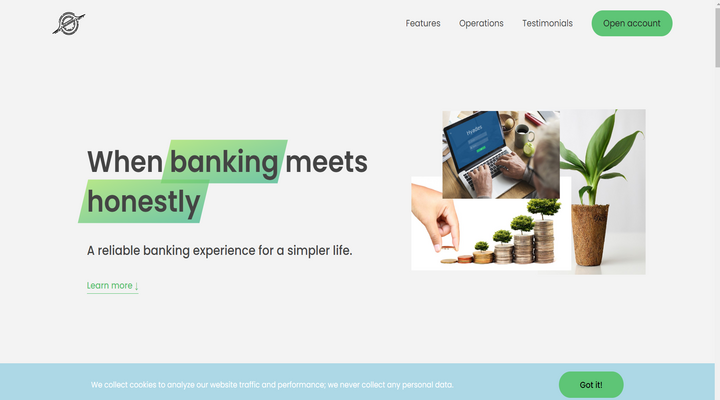 Features
Operations
Testimonials
Open account
When banking meets
honestly
A reliable banking experience for a simpler life.
Learn more ↓
We collect cookies to analyze our website traffic and performance; we never collect any personal data.
Got it!